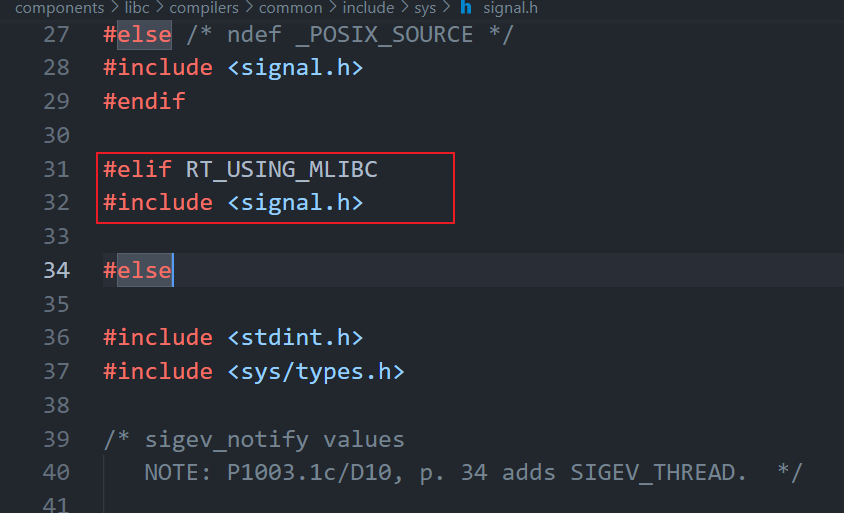 components > libc > compilers > common > include > sys > h signal.h
27 #else /* ndef _POSIX_SOURCE */
28 #include <signal.h>
29 #endif
30
31 #elif RT_USING_MLIBC
32 #include <signal.h>
33
34 #else
35
36 #include <stdint.h>
37 #include <sys/types.h>
38
39 /* sigev_notify values
40 NOTE: P1003.1c/D10, p. 34 adds SIGEV_THREAD. */
41